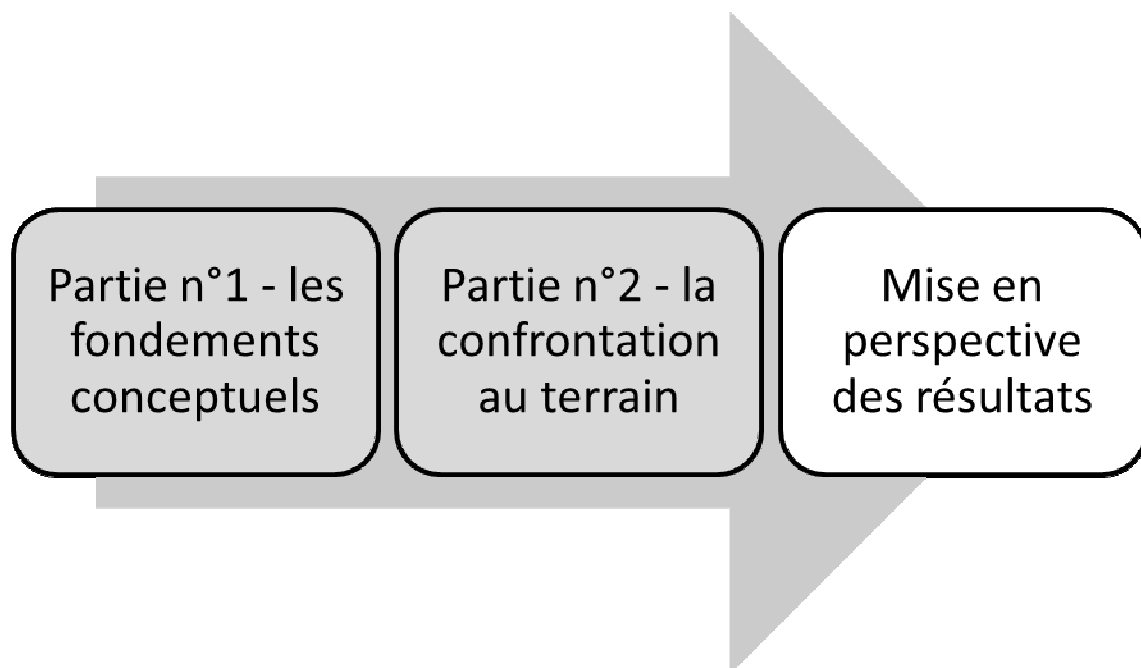 Partie n°1 - les
fondements
conceptuels
Partie n°2 - la
confrontation
au terrain
Mise en
perspective
des résultats